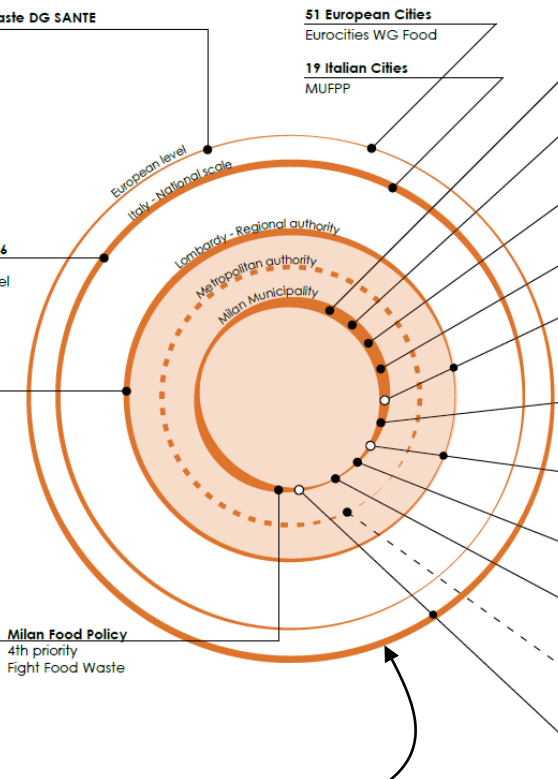 aste DG SANTE
51 European Cities
Eurocities WG Food
19 Italian Cities
MUFPP
European level
Italy - National scale
Lombardy - Regional authority
Metropolitan authority
Milan Municipality
6
el
Milan Food Policy
4th priority
Fight Food Waste